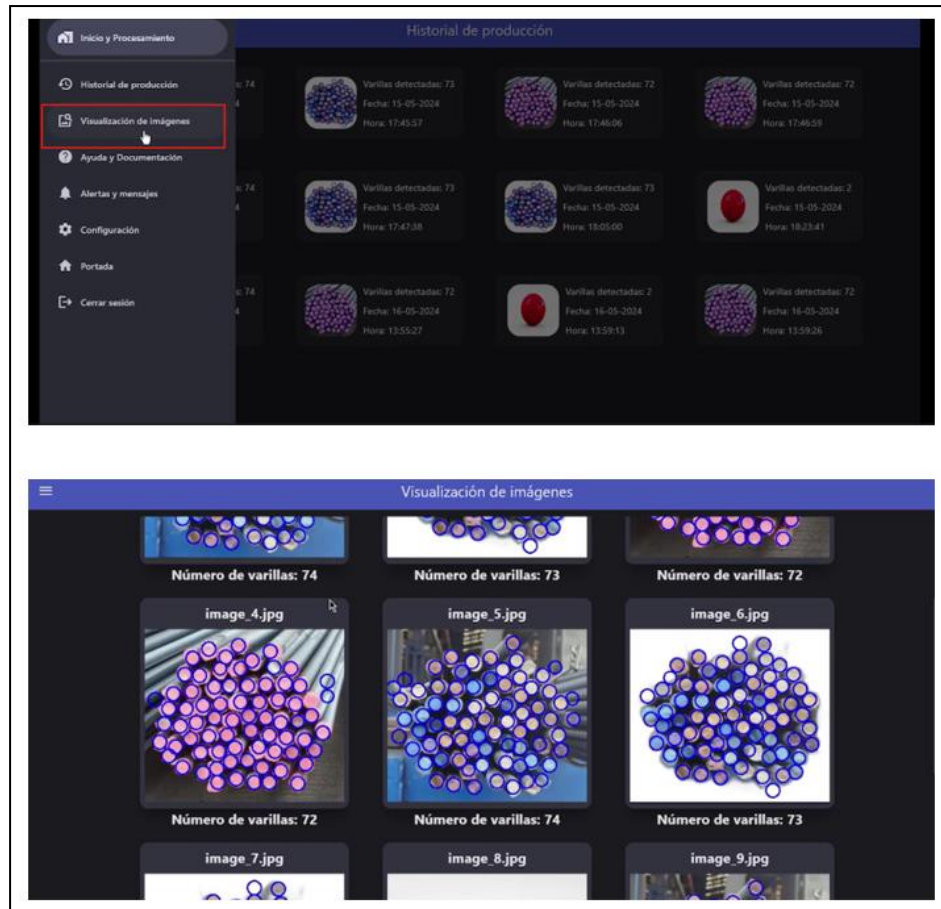 Historial de producción
Inicio y Procesamiento
Historial de producción
Visualización de imágenes
Ayuda y Documentación
Alertas y mensajes
Configuración
Portada
Cerrar sesión
: 74
Varillas detectadas: 73
Fecha: 15-05-2024
Hora: 17:45:57
Varillas detectadas: 72
Fecha: 15-05-2024
Hora: 17:46:06
Varillas detectadas: 72
Fecha: 15-05-2024
Hora: 17:46:59
: 74
Varillas detectadas: 73
Fecha: 15-05-2024
Hora: 17:47:38
Varillas detectadas: 73
Fecha: 15-05-2024
Hora: 18:05:00
Varillas detectadas: 2
Fecha: 15-05-2024
Hora: 18:23:41
: 74
Varillas detectadas: 72
Fecha: 16-05-2024
Hora: 13:55:27
Varillas detectadas: 2
Fecha: 16-05-2024
Hora: 13:59:13
Varillas detectadas: 72
Fecha: 16-05-2024
Hora: 13:59:26
Visualización de imágenes
Número de varillas: 74
Número de varillas: 73
Número de varillas: 72
image_4.jpg
image_5.jpg
image_6.jpg
Número de varillas: 72
Número de varillas: 74
Número de varillas: 73
image_7.jpg
image_8.jpg
image_9.jpg